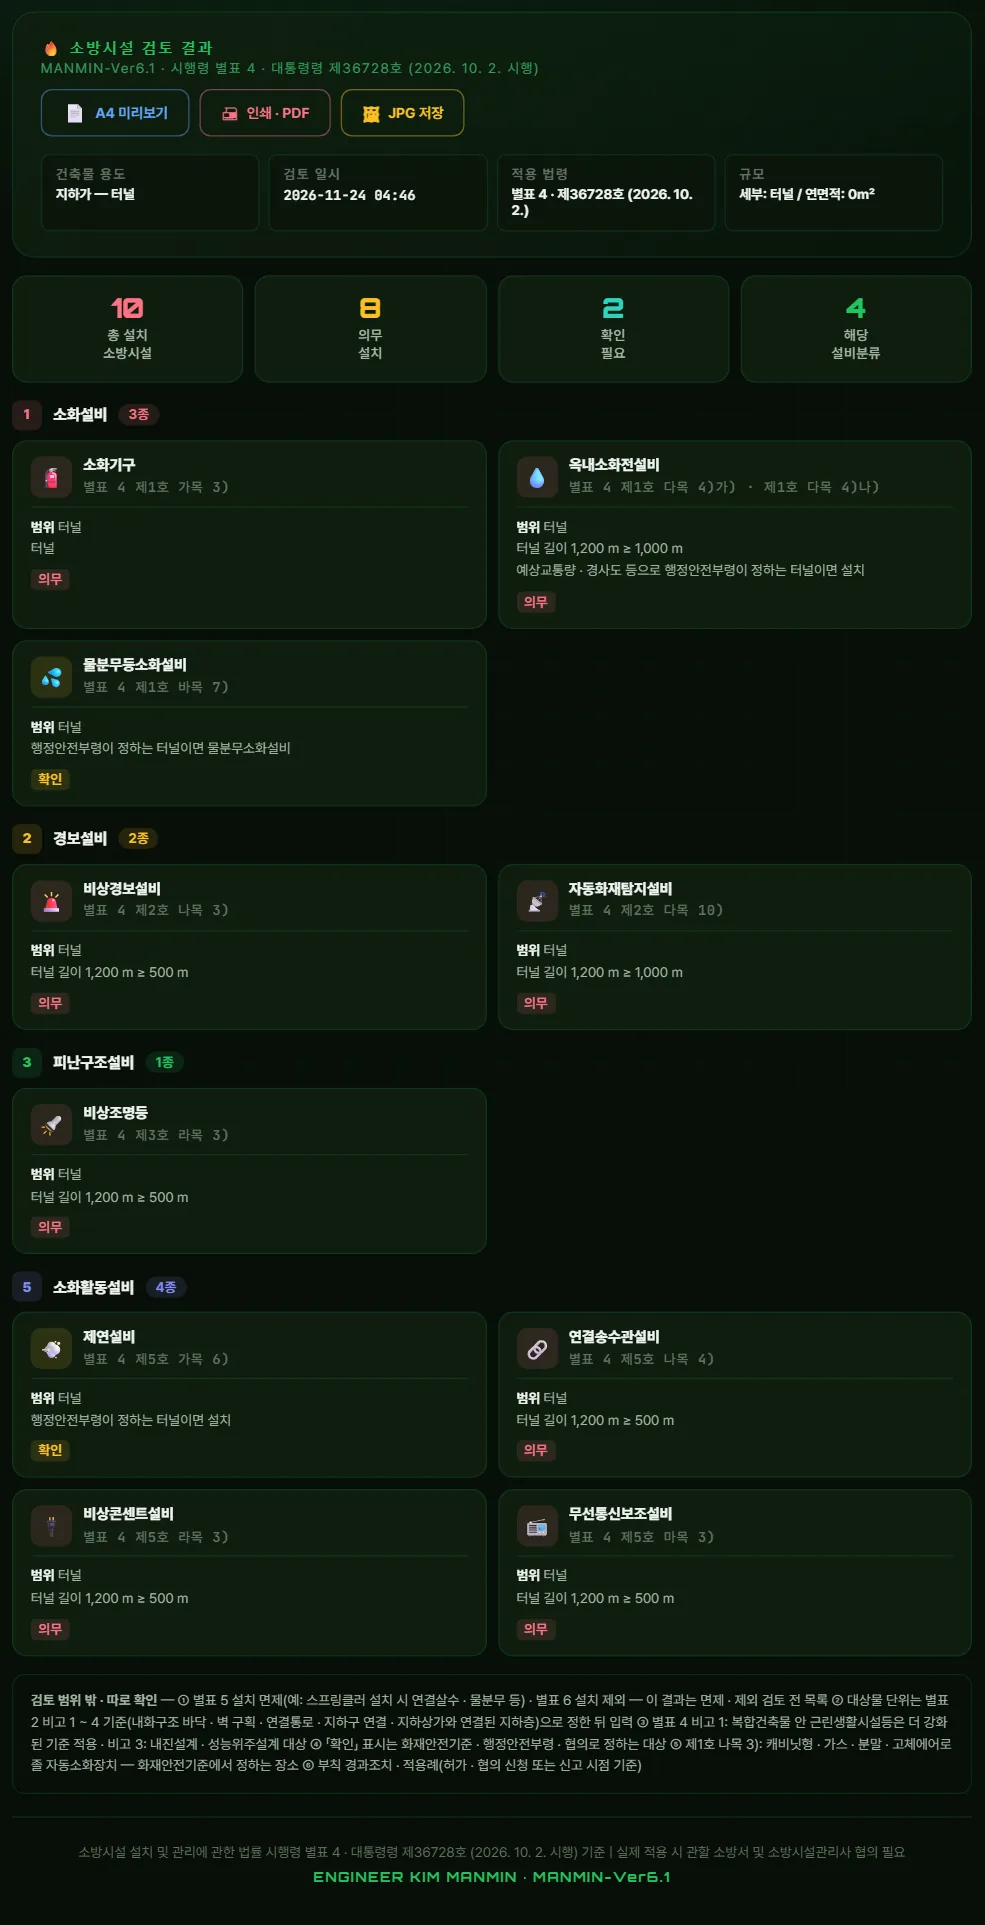 소방시설 검토 결과
MANMIN-Ver6.1 · 시행령 별표 4 · 대통령령 제36728호 (2026. 10. 2. 시행)
A4 미리보기
인쇄 · PDF
JPG 저장
건축물 용도
지하가 — 터널
검토 일시
2026-11-24 04:46
적용 법령
별표 4 · 제36728호 (2026. 10.
2.)
규모
세부: 터널 / 연면적: 0m²
10
총 설치
소방시설
8
의무
설치
2
확인
필요
4
해당
설비분류
1 소화설비 3종
소화기구
별표 4 제1호 가목 3)
범위 터널
터널
의무
옥내소화전설비
별표 4 제1호 다목 4)가) · 제1호 다목 4)나)
범위 터널
터널 길이 1,200 m ≥ 1,000 m
예상교통량 · 경사도 등으로 행정안전부령이 정하는 터널이면 설치
의무
물분무등소화설비
별표 4 제1호 바목 7)
범위 터널
행정안전부령이 정하는 터널이면 물분무소화설비
확인
2 경보설비 2종
비상경보설비
별표 4 제2호 나목 3)
범위 터널
터널 길이 1,200 m ≥ 500 m
의무
자동화재탐지설비
별표 4 제2호 다목 10)
범위 터널
터널 길이 1,200 m ≥ 1,000 m
의무
3 피난구조설비 1종
비상조명등
별표 4 제3호 라목 3)
범위 터널
터널 길이 1,200 m ≥ 500 m
의무
5 소화활동설비 4종
제연설비
별표 4 제5호 가목 6)
범위 터널
행정안전부령이 정하는 터널이면 설치
확인
연결송수관설비
별표 4 제5호 나목 4)
범위 터널
터널 길이 1,200 m ≥ 500 m
의무
비상콘센트설비
별표 4 제5호 라목 3)
범위 터널
터널 길이 1,200 m ≥ 500 m
의무
무선통신보조설비
별표 4 제5호 마목 3)
범위 터널
터널 길이 1,200 m ≥ 500 m
의무
검토 범위 밖 · 따로 확인 — ① 별표 5 설치 면제(예: 스프링클러 설치 시 연결살수 · 물분무 등) · 별표 6 설치 제외 — 이 결과는 면제 · 제외 검토 전 목록 ② 대상물 단위는 별표
2 비고 1 ~ 4 기준(내화구조 바닥 · 벽 구획 · 연결통로 · 지하구 연결 · 지하상가와 연결된 지하층)으로 정한 뒤 입력 ③ 별표 4 비고 1: 복합건축물 안 근린생활시설등은 더 강화
된 기준 적용 · 비고 3: 내진설계 · 성능위주설계 대상 ④ 「확인」 표시는 화재안전기준 · 행정안전부령 · 협의로 정하는 대상 ⑤ 제1호 나목 3): 캐비닛형 · 가스 · 분말 · 고체에어로
졸 자동소화장치 — 화재안전기준에서 정하는 장소 ⑥ 부칙 경과조치 · 적용례(허가 · 협의 신청 또는 신고 시점 기준)
소방시설 설치 및 관리에 관한 법률 시행령 별표 4 · 대통령령 제36728호 (2026. 10. 2. 시행) 기준 | 실제 적용 시 관할 소방서 및 소방시설관리사 협의 필요
ENGINEER KIM MANMIN · MANMIN-Ver6.1